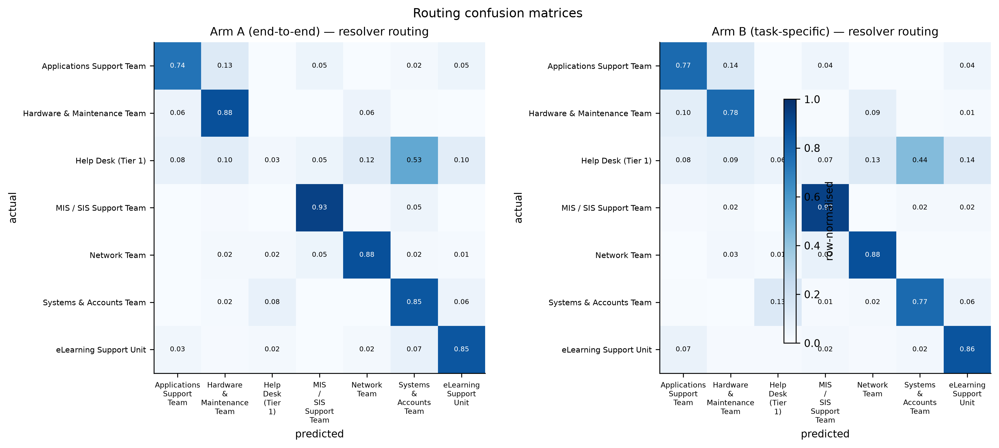 Routing confusion matrices
Arm A (end-to-end) — resolver routing
actual
Applications Support Team
0.74 0.13 0.05 0.02 0.05
Hardware & Maintenance Team
0.06 0.88 0.06
Help Desk (Tier 1)
0.08 0.10 0.03 0.05 0.12 0.53 0.10
MIS / SIS Support Team
0.93 0.05
Network Team
0.02 0.02 0.05 0.88 0.02 0.01
Systems & Accounts Team
0.02 0.08 0.85 0.06
eLearning Support Unit
0.03 0.02 0.02 0.07 0.85
Applications
Support
Team
Hardware
&
Maintenance
Team
Help
Desk
(Tier
1)
MIS
/
SIS
Support
Team
Network
Team
Systems
&
Accounts
Team
eLearning
Support
Unit
predicted
Arm B (task-specific) — resolver routing
actual
Applications Support Team
0.77 0.14 0.04 0.04
Hardware & Maintenance Team
0.10 0.78 0.09 0.01
Help Desk (Tier 1)
0.08 0.09 0.06 0.07 0.13 0.44 0.14
MIS / SIS Support Team
0.02 0.02 0.02
Network Team
0.03 0.01 0.88
Systems & Accounts Team
0.13 0.01 0.02 0.77 0.06
eLearning Support Unit
0.07 0.02 0.02 0.86
Applications
Support
Team
Hardware
&
Maintenance
Team
Help
Desk
(Tier
1)
MIS
/
SIS
Support
Team
Network
Team
Systems
&
Accounts
Team
eLearning
Support
Unit
predicted
1.0
0.8
0.6
0.4
0.2
0.0
row-normalised